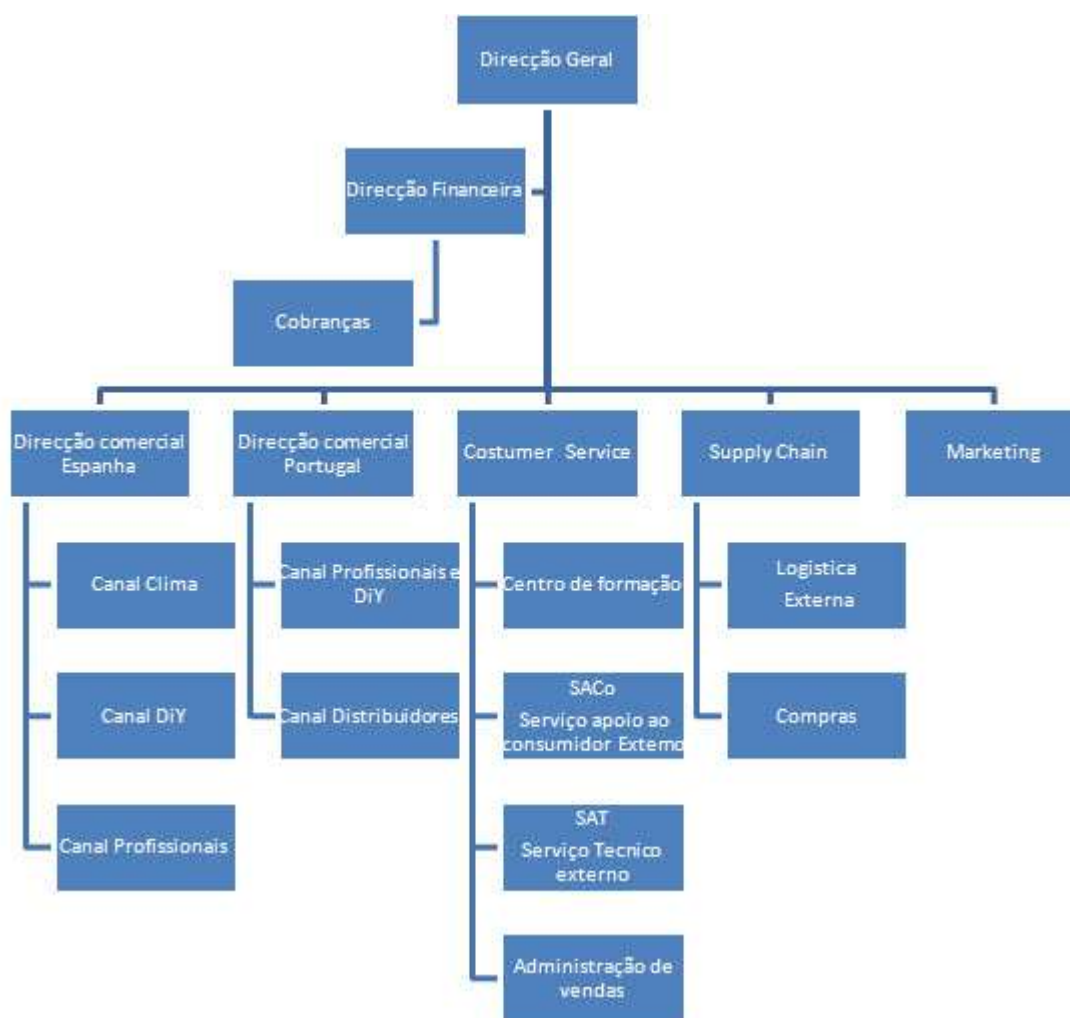 Direcção Geral
Direcção Financeira
Cobranças
Direcção comercial
Espanha
Direcção comercial
Portugal
Costumer Service
Supply Chain
Marketing
Canal Clima
Canal Profissionais e
DiY
Centro de formação
Logistica
Externa
Canal DiY
Canal Distribuidores
SACo
Serviço apoio ao
consumidor Externo
Compras
Canal Profissionais
SAT
Serviço Tecnico
externo
Administração de
vendas